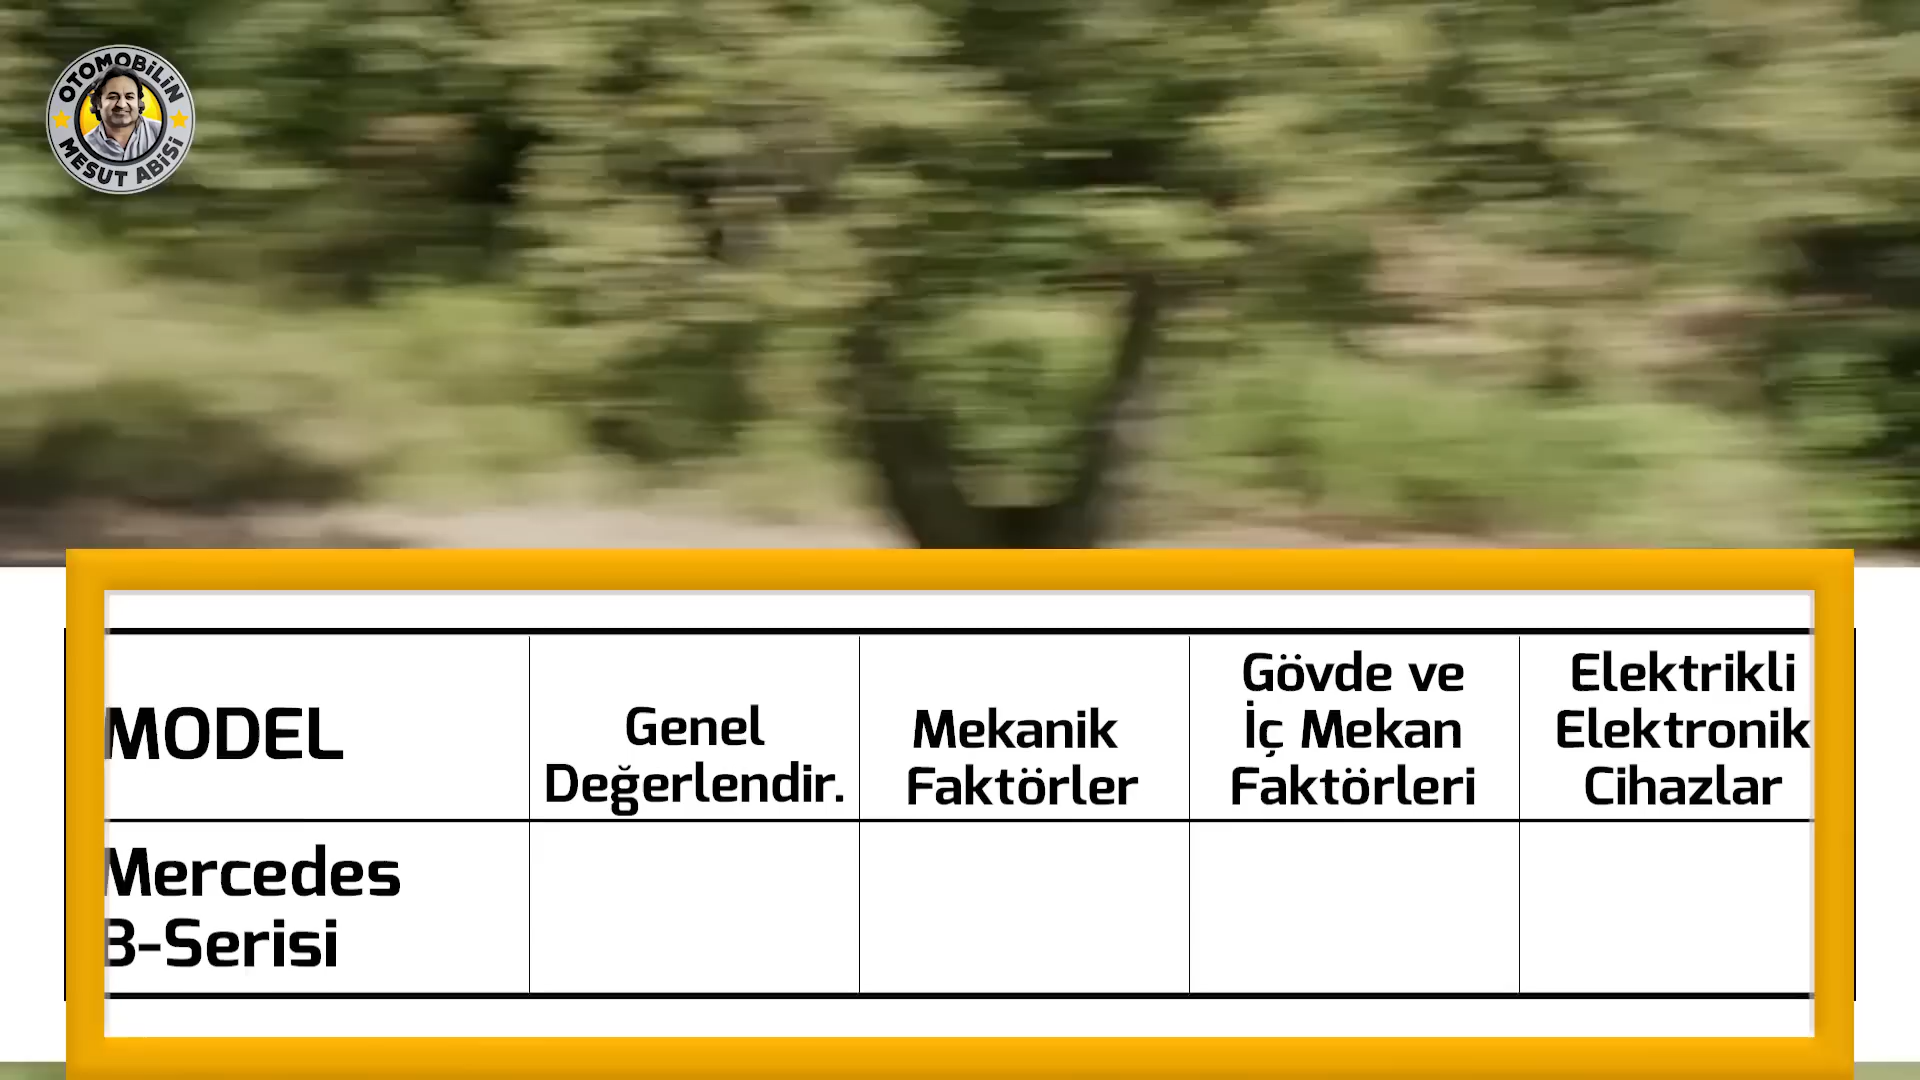 OTOMOBİLİN
MESUT ABİSİ
MODEL
Genel
Değerlendir.
Mekanik
Faktörler
Gövde ve
İç Mekan
Faktörleri
Elektrikli
Elektronik
Cihazlar
Mercedes
B-Serisi